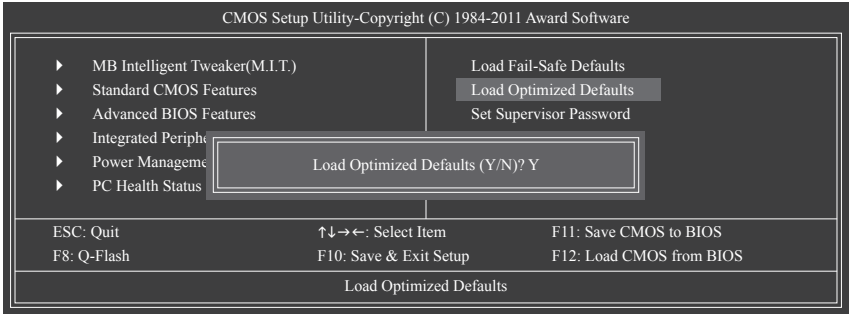 CMOS Setup Utility-Copyright (C) 1984-2011 Award Software
MB Intelligent Tweaker(M.I.T.)
Standard CMOS Features
Advanced BIOS Features
Integrated Periphe
Power Manageme
PC Health Status
Load Fail-Safe Defaults
Load Optimized Defaults
Set Supervisor Password
Load Optimized Defaults (Y/N)? Y
ESC: Quit
↑↓→←: Select Item
F11: Save CMOS to BIOS
F8: Q-Flash
F10: Save & Exit Setup
F12: Load CMOS from BIOS
Load Optimized Defaults